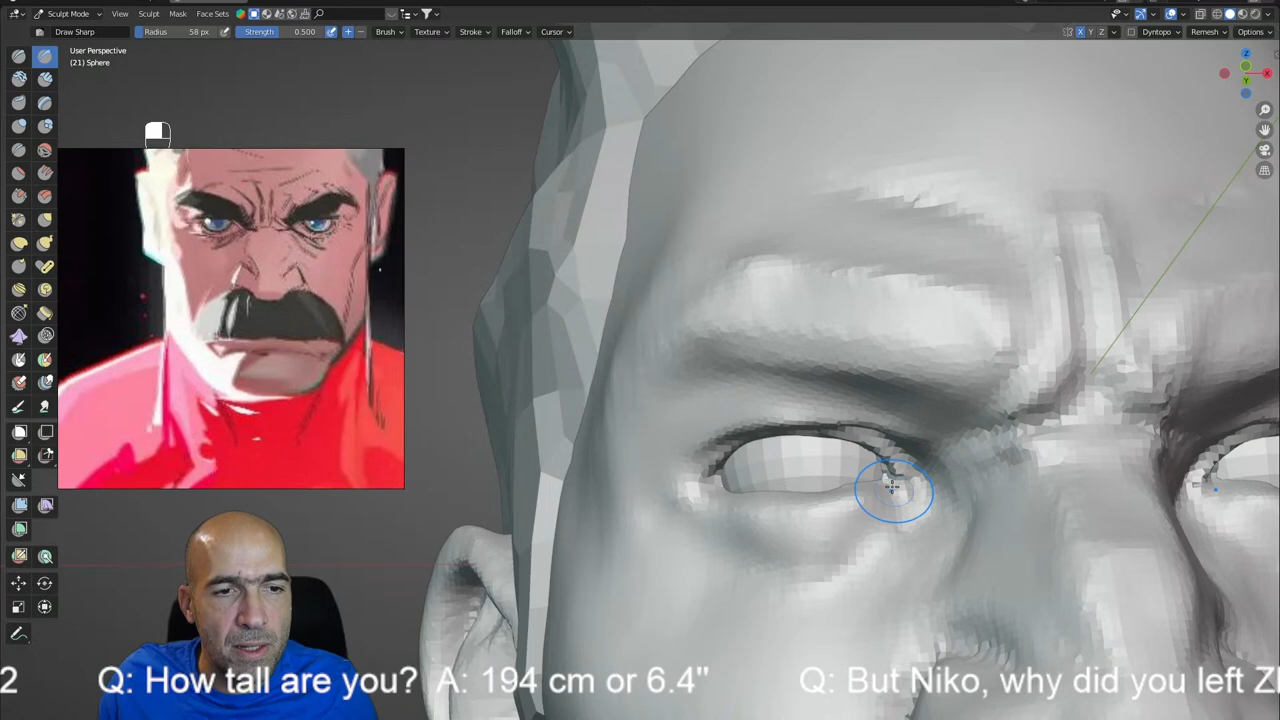 Sculpt Mode View Sculpt Mask Face Sets Options
Draw Sharp Radius 58 px Strength 0.500 Brush Texture Stroke Falloff Cursor X Y Z Dyntopo Remesh Options
User Perspective
(21) Sphere
Z
X
Y
2 Q: How tall are you? A: 194 cm or 6.4'' Q: But Niko, why did you left